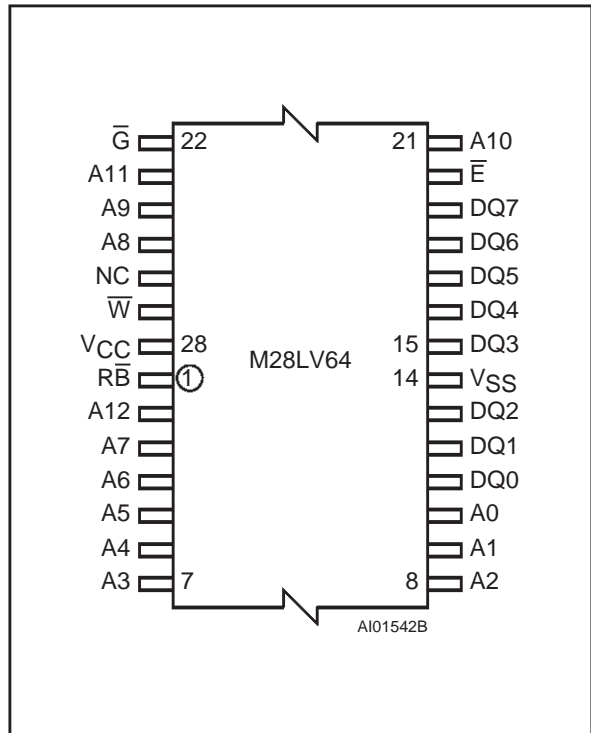 G̅ 22 21 A10
A11 E̅
A9 DQ7
A8 DQ6
NC DQ5
W̅ DQ4
VCC 28 15 DQ3
M28LV64
RB̅ 1 14 VSS
A12 DQ2
A7 DQ1
A6 DQ0
A5 A0
A4 A1
A3 7 8 A2
AI01542B